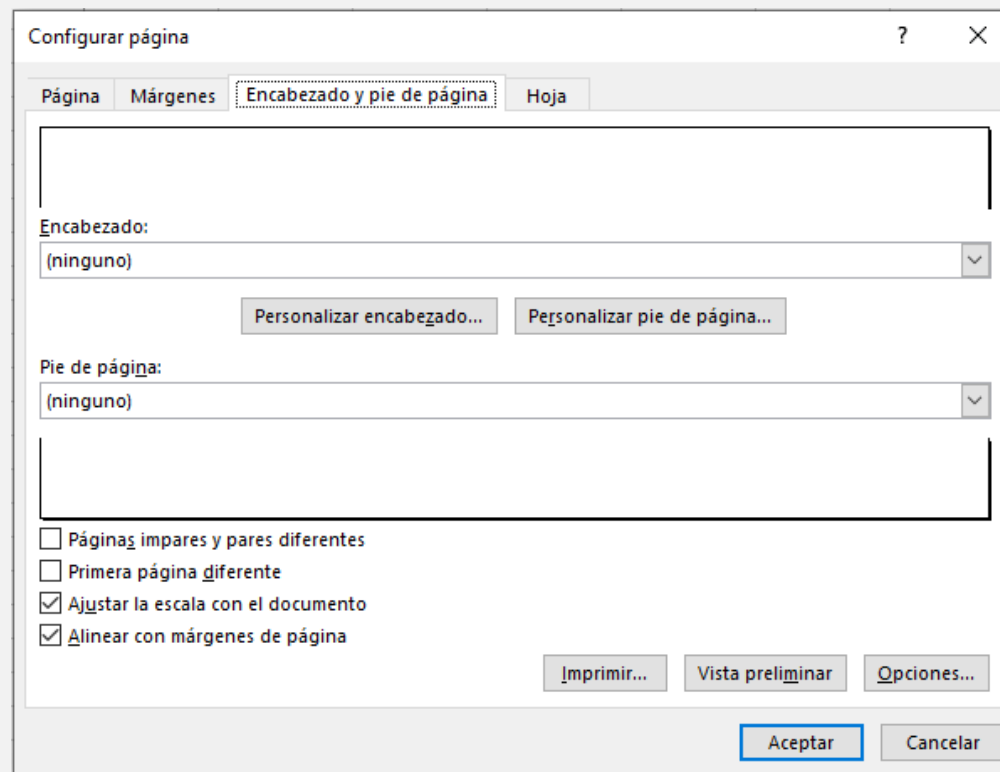 Configurar página ?
Página Márgenes Encabezado y pie de página Hoja
Encabezado:
(ninguno)
Personalizar encabezado... Personalizar pie de página...
Pie de página:
(ninguno)
Páginas impares y pares diferentes
Primera página diferente
Ajustar la escala con el documento
Alinear con márgenes de página
Imprimir... Vista preliminar Opciones...
Aceptar Cancelar